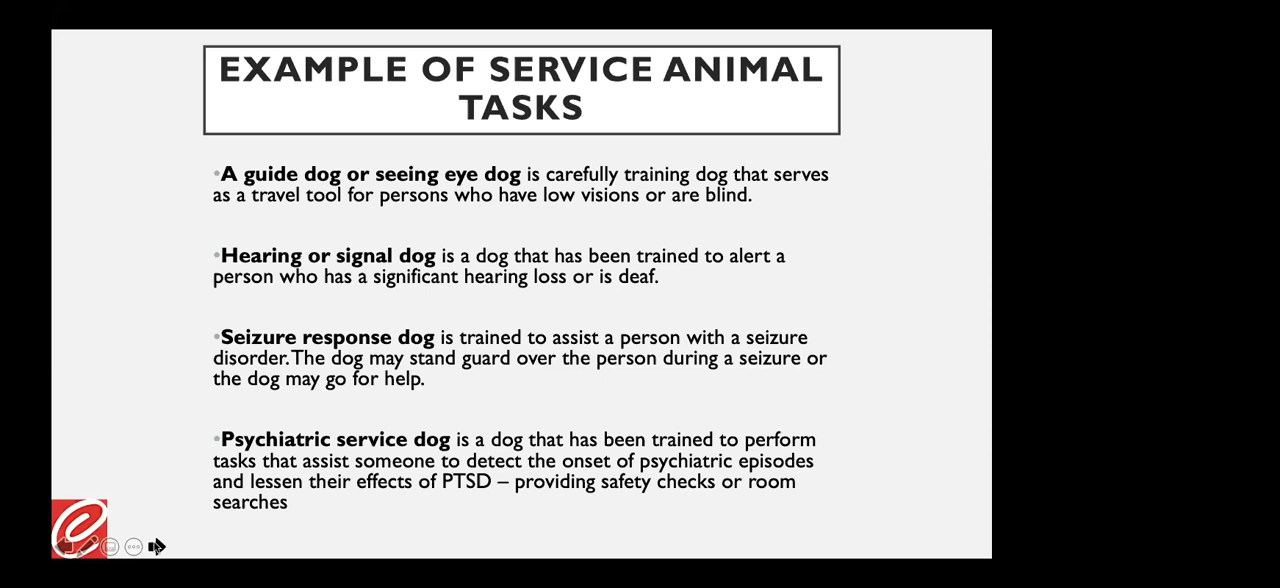 EXAMPLE OF SERVICE ANIMAL
TASKS
•A guide dog or seeing eye dog is carefully training dog that serves
as a travel tool for persons who have low visions or are blind.
•Hearing or signal dog is a dog that has been trained to alert a
person who has a significant hearing loss or is deaf.
•Seizure response dog is trained to assist a person with a seizure
disorder. The dog may stand guard over the person during a seizure or
the dog may go for help.
•Psychiatric service dog is a dog that has been trained to perform
tasks that assist someone to detect the onset of psychiatric episodes
and lessen their effects of PTSD – providing safety checks or room
searches